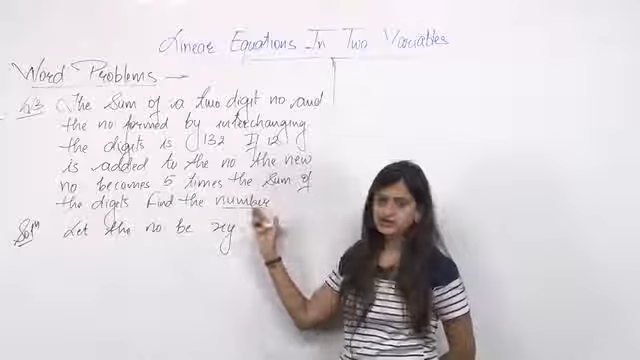 Linear Equations In Two Variables
Word Problems →
The Sum of a two digit no and
the no formed by interchanging
the digits is 132 If 12
is added to the no the new
no becomes 5 times the sum of
the digits Find the number
Solⁿ Let the no be xy